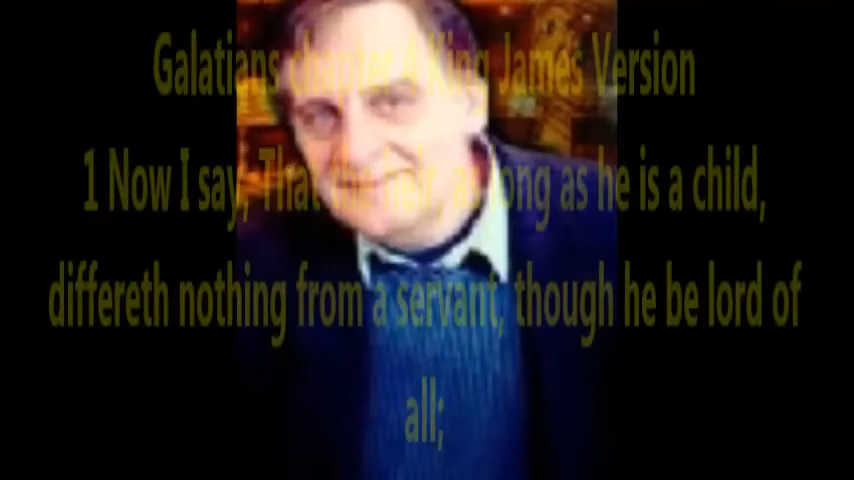 Galatians chapter 4 King James Version
1 Now I say, That the heir, as long as he is a child,
differeth nothing from a servant, though he be lord of
all;